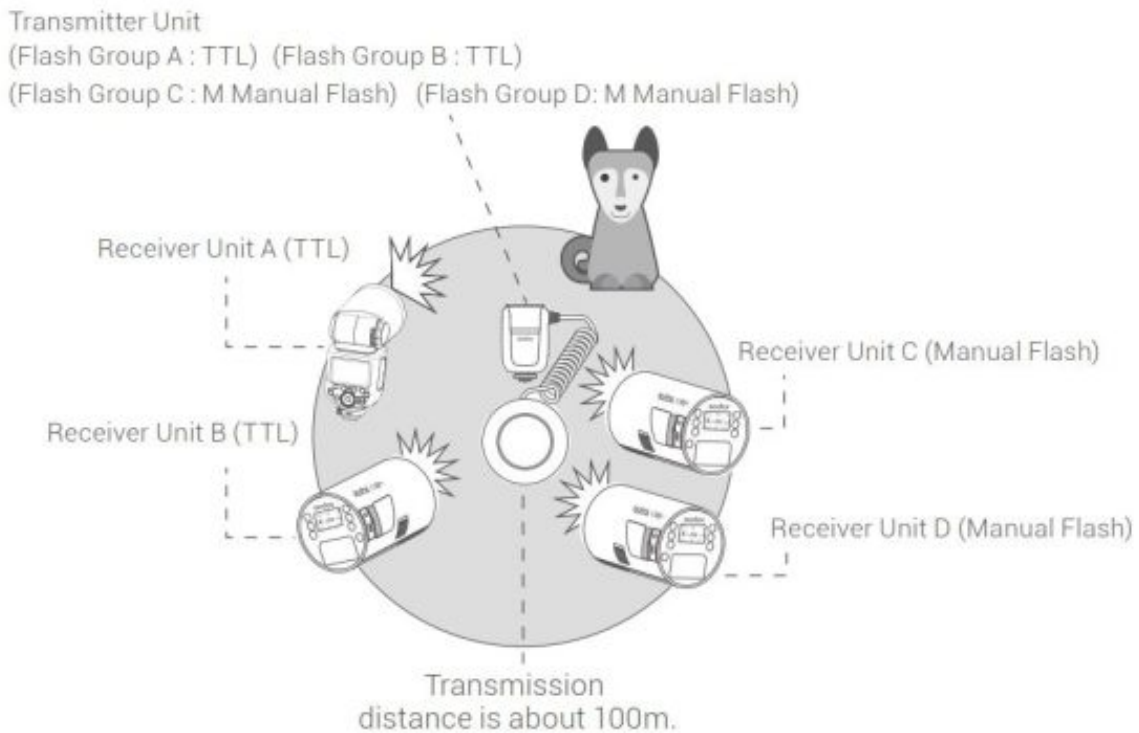 Transmitter Unit
(Flash Group A : TTL) (Flash Group B : TTL)
(Flash Group C : M Manual Flash) (Flash Group D: M Manual Flash)
Receiver Unit A (TTL)
Receiver Unit C (Manual Flash)
Receiver Unit B (TTL)
Receiver Unit D (Manual Flash)
Transmission
distance is about 100m.